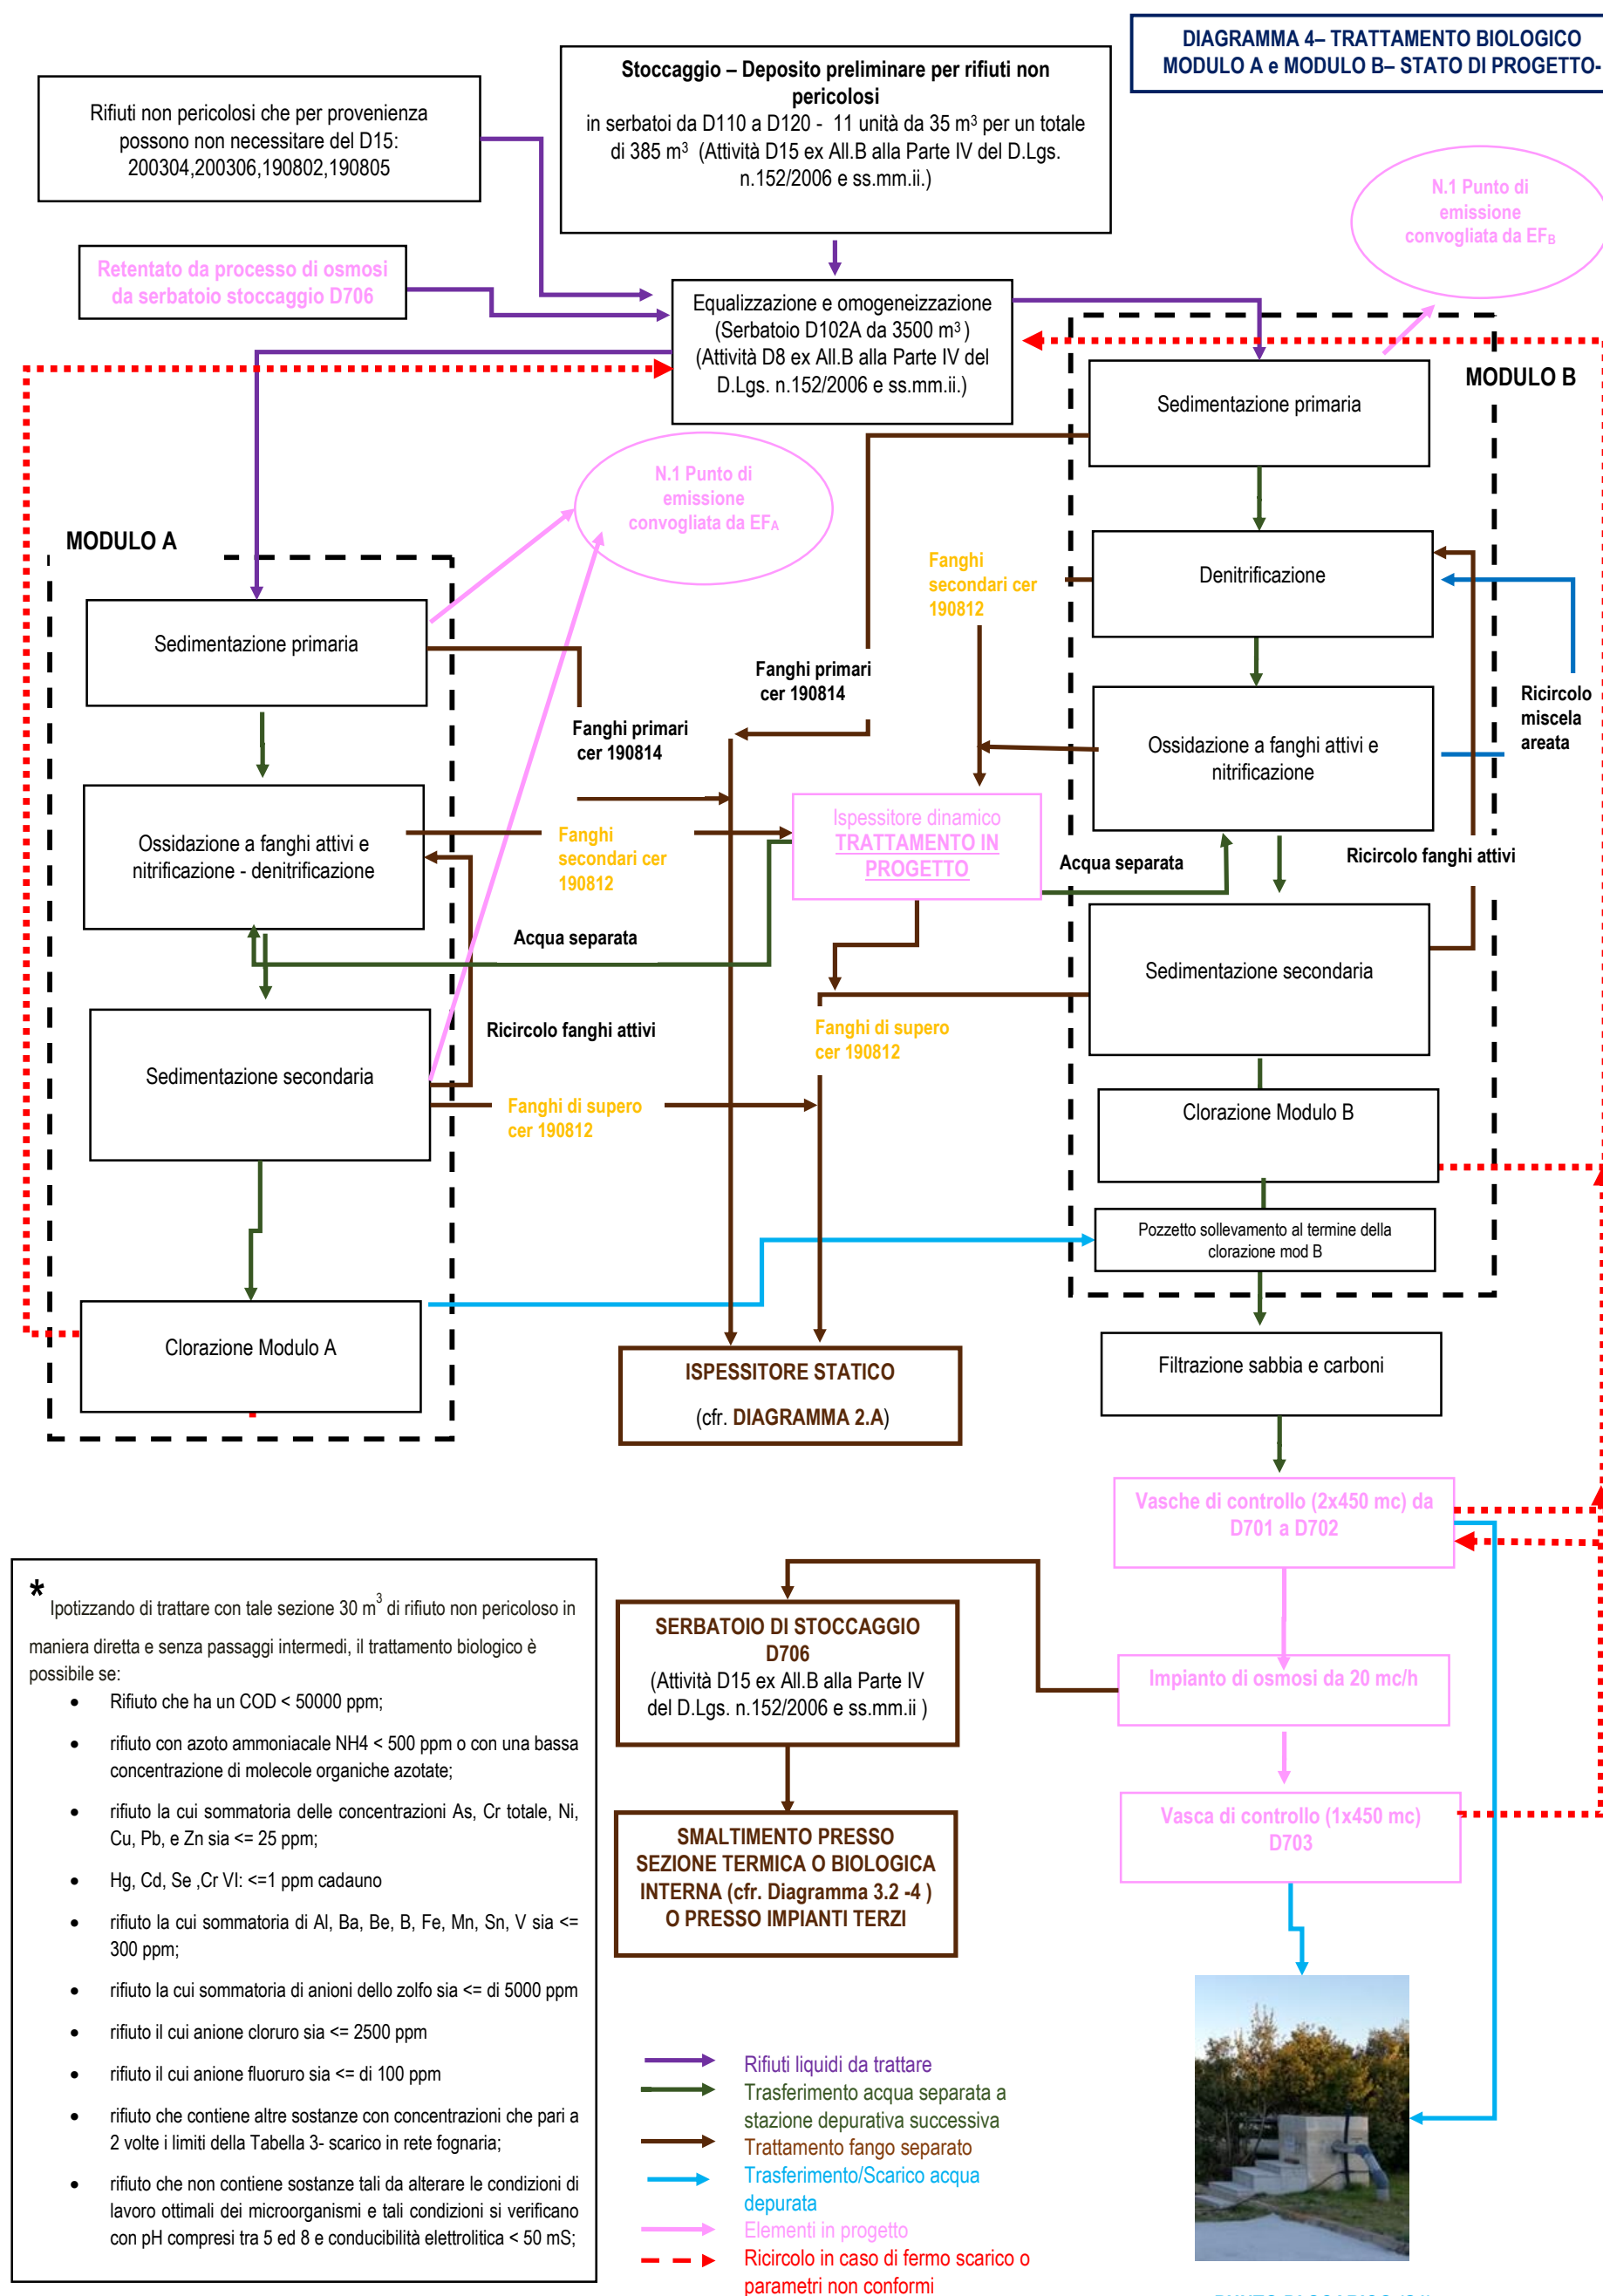 DIAGRAMMA 4– TRATTAMENTO BIOLOGICO
MODULO A e MODULO B– STATO DI PROGETTO-
Stoccaggio – Deposito preliminare per rifiuti non
pericolosi
in serbatoi da D110 a D120 - 11 unità da 35 m³ per un totale
di 385 m³ (Attività D15 ex All.B alla Parte IV del D.Lgs.
n.152/2006 e ss.mm.ii.)
Rifiuti non pericolosi che per provenienza
possono non necessitare del D15:
200304,200306,190802,190805
N.1 Punto di
emissione
convogliata da EFB
Retentato da processo di osmosi
da serbatoio stoccaggio D706
Equalizzazione e omogeneizzazione
(Serbatoio D102A da 3500 m³ )
(Attività D8 ex All.B alla Parte IV del
D.Lgs. n.152/2006 e ss.mm.ii.)
MODULO B
Sedimentazione primaria
N.1 Punto di
emissione
convogliata da EFA
MODULO A
Fanghi
secondari cer
190812
Denitrificazione
Sedimentazione primaria
Fanghi primari
cer 190814
Ricircolo
miscela
areata
Fanghi primari
cer 190814
Ossidazione a fanghi attivi e
nitrificazione
Ispessitore dinamico
TRATTAMENTO IN
PROGETTO
Ossidazione a fanghi attivi e
nitrificazione - denitrificazione
Fanghi
secondari cer
190812
Acqua separata
Ricircolo fanghi attivi
Acqua separata
Sedimentazione secondaria
Ricircolo fanghi attivi
Fanghi di supero
cer 190812
Sedimentazione secondaria
Fanghi di supero
cer 190812
Clorazione Modulo B
Pozzetto sollevamento al termine della
clorazione mod B
Clorazione Modulo A
Filtrazione sabbia e carboni
ISPESSITORE STATICO
(cfr. DIAGRAMMA 2.A)
Vasche di controllo (2x450 mc) da
D701 a D702
* Ipotizzando di trattare con tale sezione 30 m³ di rifiuto non pericoloso in
maniera diretta e senza passaggi intermedi, il trattamento biologico è
possibile se:
• Rifiuto che ha un COD < 50000 ppm;
• rifiuto con azoto ammoniacale NH4 < 500 ppm o con una bassa
concentrazione di molecole organiche azotate;
• rifiuto la cui sommatoria delle concentrazioni As, Cr totale, Ni,
Cu, Pb, e Zn sia <= 25 ppm;
• Hg, Cd, Se ,Cr VI: <=1 ppm cadauno
• rifiuto la cui sommatoria di Al, Ba, Be, B, Fe, Mn, Sn, V sia <=
300 ppm;
• rifiuto la cui sommatoria di anioni dello zolfo sia <= di 5000 ppm
• rifiuto il cui anione cloruro sia <= 2500 ppm
• rifiuto il cui anione fluoruro sia <= di 100 ppm
• rifiuto che contiene altre sostanze con concentrazioni che pari a
2 volte i limiti della Tabella 3- scarico in rete fognaria;
• rifiuto che non contiene sostanze tali da alterare le condizioni di
lavoro ottimali dei microorganismi e tali condizioni si verificano
con pH compresi tra 5 ed 8 e conducibilità elettrolitica < 50 mS;
SERBATOIO DI STOCCAGGIO
D706
(Attività D15 ex All.B alla Parte IV
del D.Lgs. n.152/2006 e ss.mm.ii )
Impianto di osmosi da 20 mc/h
Vasca di controllo (1x450 mc)
D703
SMALTIMENTO PRESSO
SEZIONE TERMICA O BIOLOGICA
INTERNA (cfr. Diagramma 3.2 -4 )
O PRESSO IMPIANTI TERZI
Rifiuti liquidi da trattare
Trasferimento acqua separata a
stazione depurativa successiva
Trattamento fango separato
Trasferimento/Scarico acqua
depurata
Elementi in progetto
Ricircolo in caso di fermo scarico o
parametri non conformi